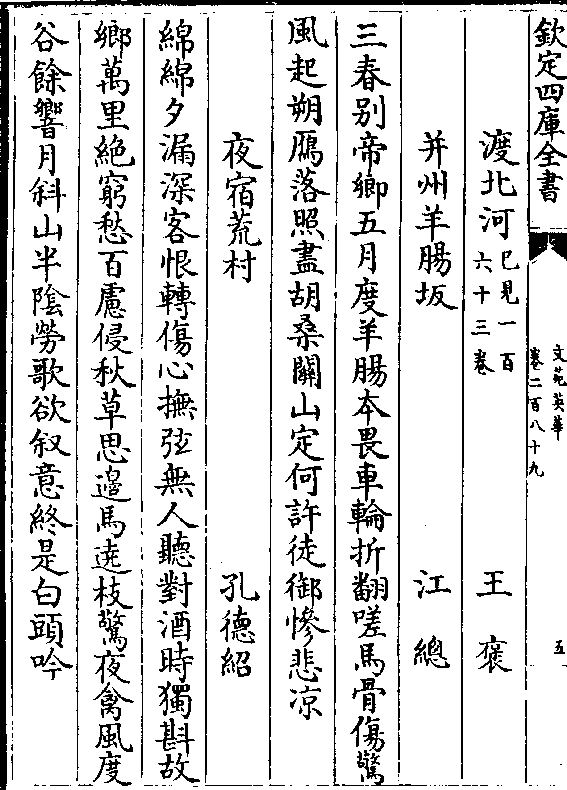 欽定四庫全書
文苑英華
卷二百八十九
五
渡北河已見一百六十三卷 王褒
并州羊腸坂 江總
三春别帝鄉五月度羊腸本畏車輪折翻嗟馬骨傷驚
風起朔鴈落照盡胡桑關山定何許徒御慘悲凉
夜宿荒村 孔德紹
綿綿夕漏深客恨轉傷心撫弦無人聽對酒時獨斟故
鄉萬里絶窮愁百慮侵秋草思邉馬遶枝驚夜禽風度
谷餘響月斜山半隂勞歌欲叙意終是白頭吟